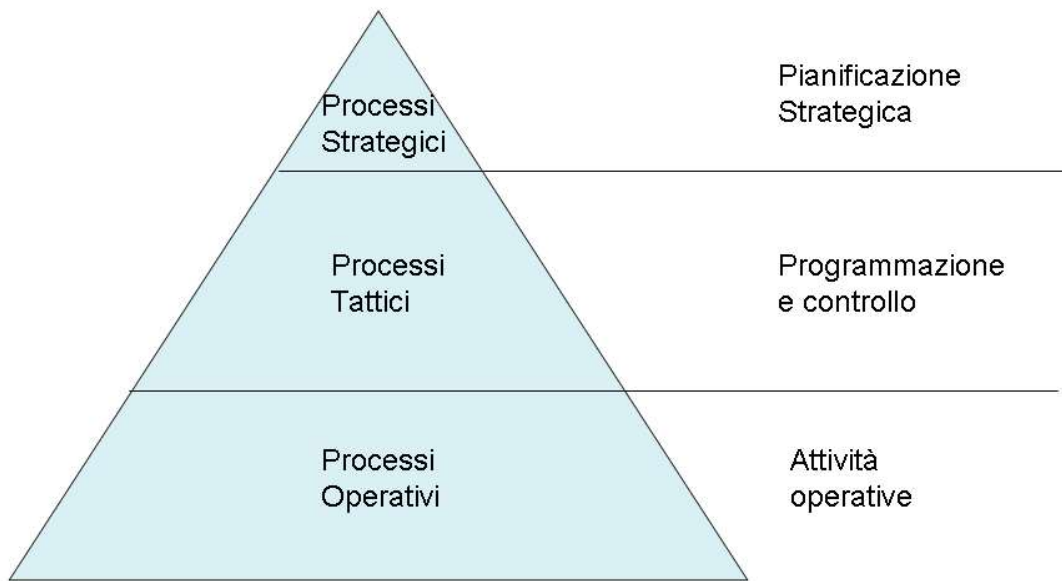 Processi
Strategici
Pianificazione
Strategica
Processi
Tattici
Programmazione
e controllo
Processi
Operativi
Attività
operative